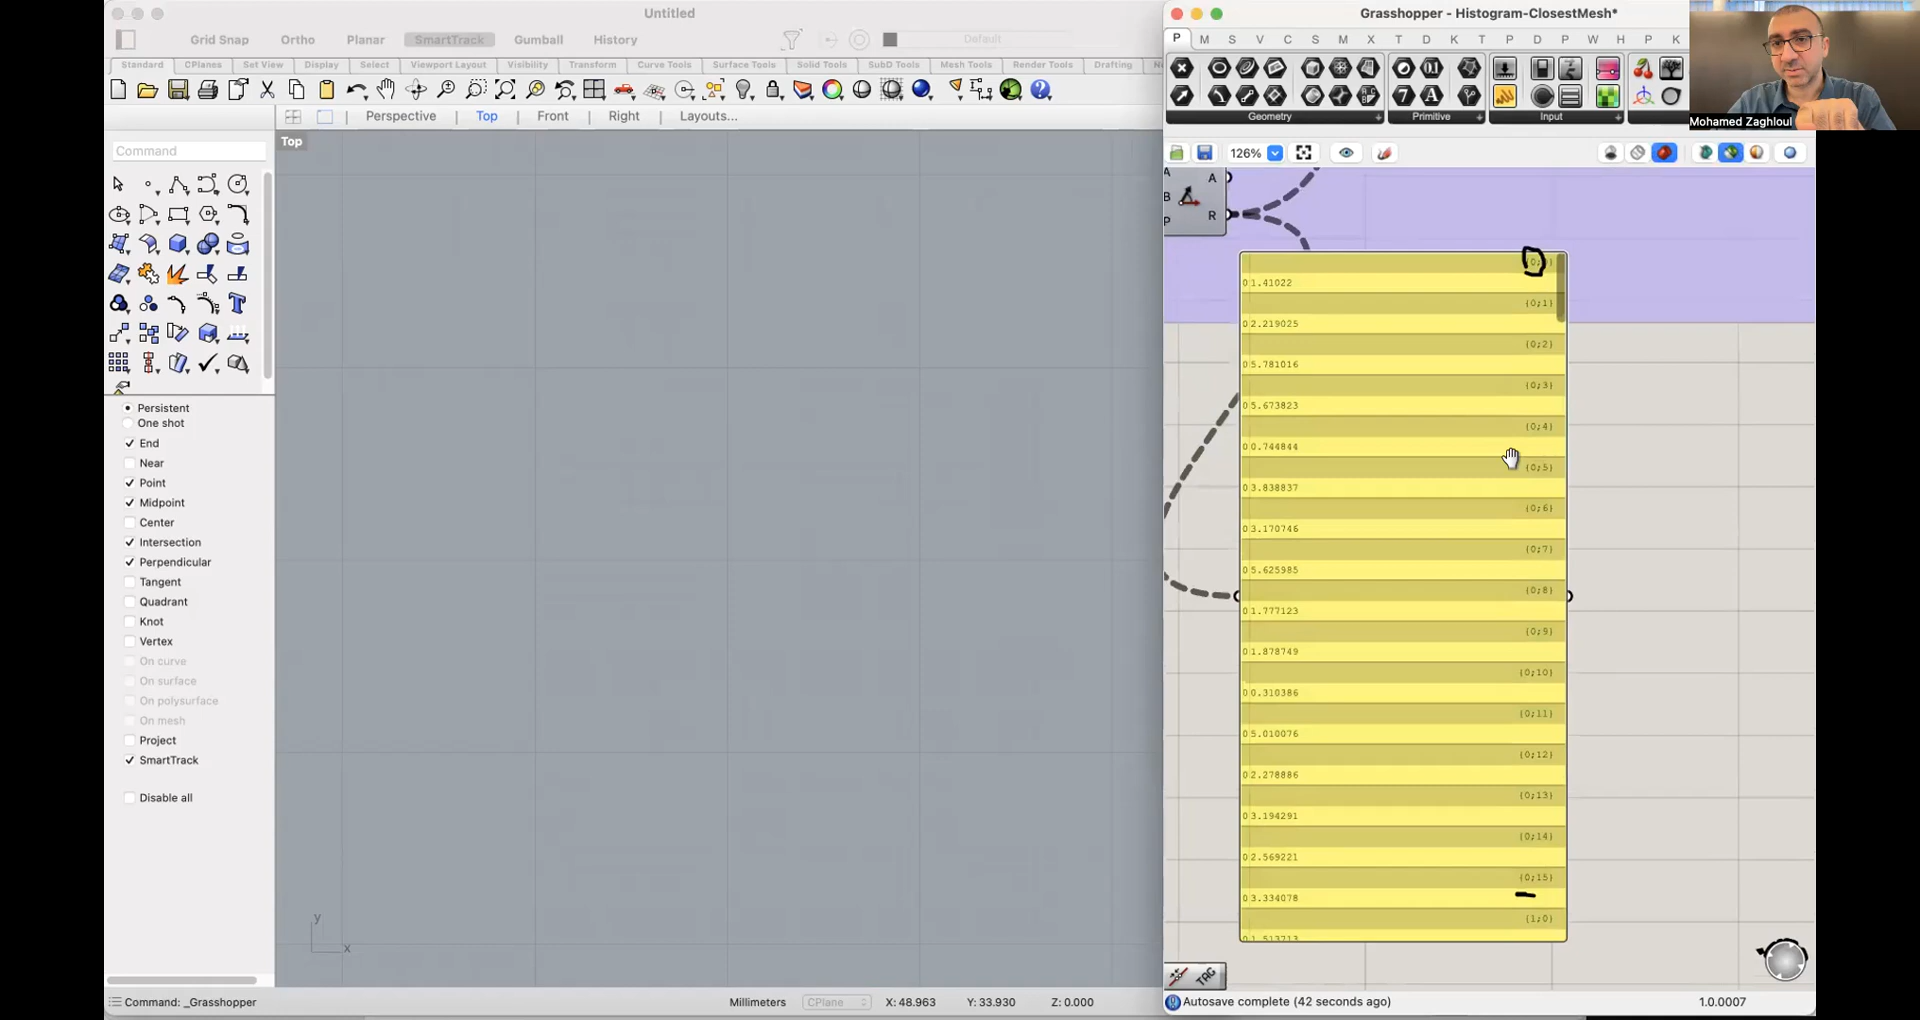 Untitled
Grasshopper - Histogram-ClosestMesh*
Grid Snap Ortho Planar SmartTrack Gumball History Default
P M S V C S M X T D K T P D P W H P K
Standard CPlanes Set View Display Select Viewport Layout Visibility Transform Curve Tools Surface Tools Solid Tools SubD Tools Mesh Tools Render Tools Drafting
Geometry Primitive Input
Mohamed Zaghloul
Perspective Top Front Right Layouts...
Top
Command
126%
A
A
B
R
P
0 1.41022
{0;1}
0 2.219025
{0;2}
0 5.781016
{0;3}
0 5.673823
{0;4}
0 0.744844
{0;5}
0 3.838837
{0;6}
0 3.170746
{0;7}
0 5.625985
{0;8}
0 1.777123
{0;9}
0 1.878749
{0;10}
0 0.310386
{0;11}
0 5.010076
{0;12}
0 2.278886
{0;13}
0 3.194291
{0;14}
0 2.569221
{0;15}
0 3.334078
{1;0}
0 1.513713
Persistent
One shot
End
Near
Point
Midpoint
Center
Intersection
Perpendicular
Tangent
Quadrant
Knot
Vertex
On curve
On surface
On polysurface
On mesh
Project
SmartTrack
Disable all
y
x
TAG
Command: _Grasshopper
Millimeters CPlane X: 48.963 Y: 33.930 Z: 0.000
Autosave complete (42 seconds ago)
1.0.0007